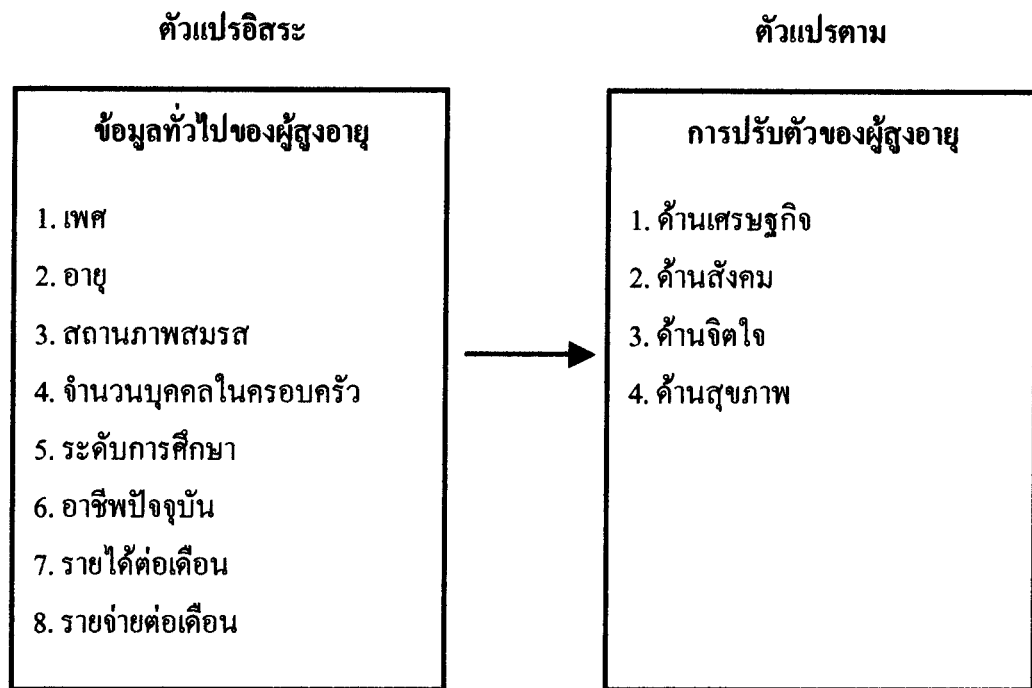 ตัวแปรอิสระ
ตัวแปรตาม
ข้อมูลทั่วไปของผู้สูงอายุ
1. เพศ
2. อายุ
3. สถานภาพสมรส
4. จำนวนบุคคลในครอบครัว
5. ระดับการศึกษา
6. อาชีพปัจจุบัน
7. รายได้ต่อเดือน
8. รายจ่ายต่อเดือน
การปรับตัวของผู้สูงอายุ
1. ด้านเศรษฐกิจ
2. ด้านสังคม
3. ด้านจิตใจ
4. ด้านสุขภาพ